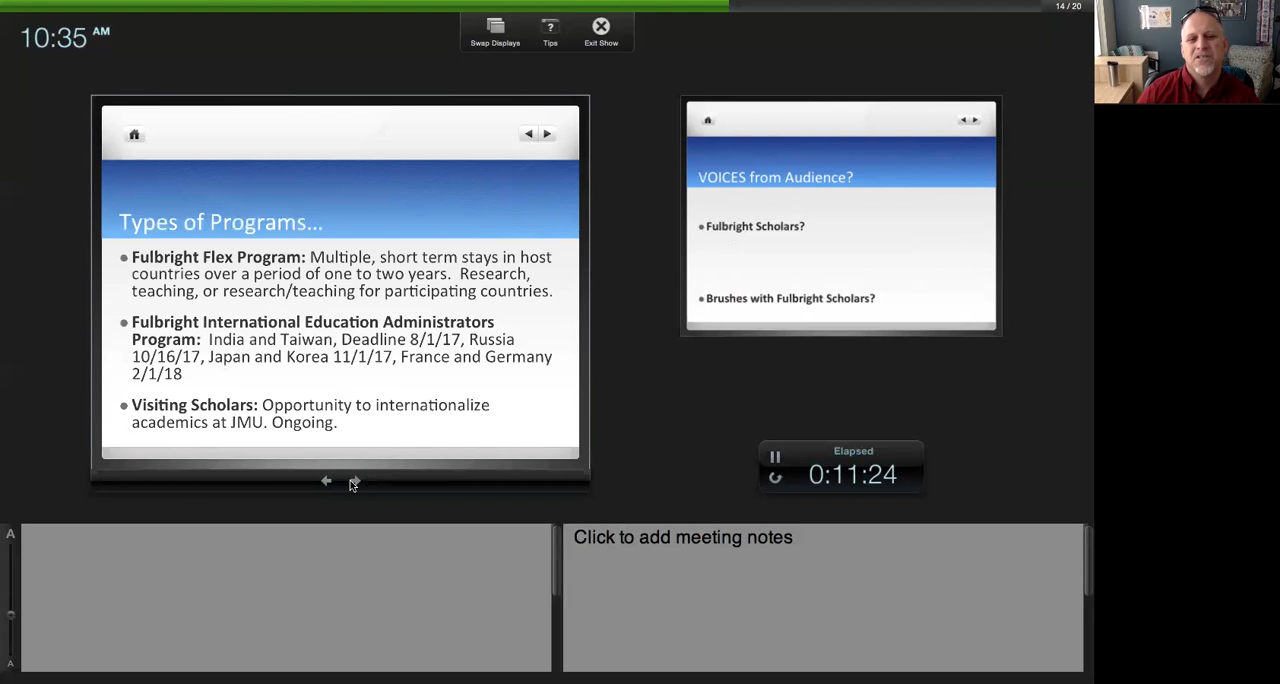 14 / 20
10:35 AM
Swap Displays
Tips
Exit Show
Types of Programs...
Fulbright Flex Program: Multiple, short term stays in host
countries over a period of one to two years. Research,
teaching, or research/teaching for participating countries.
Fulbright International Education Administrators
Program: India and Taiwan, Deadline 8/1/17, Russia
10/16/17, Japan and Korea 11/1/17, France and Germany
2/1/18
Visiting Scholars: Opportunity to internationalize
academics at JMU. Ongoing.
VOICES from Audience?
Fulbright Scholars?
Brushes with Fulbright Scholars?
Elapsed
0:11:24
A
A
Click to add meeting notes